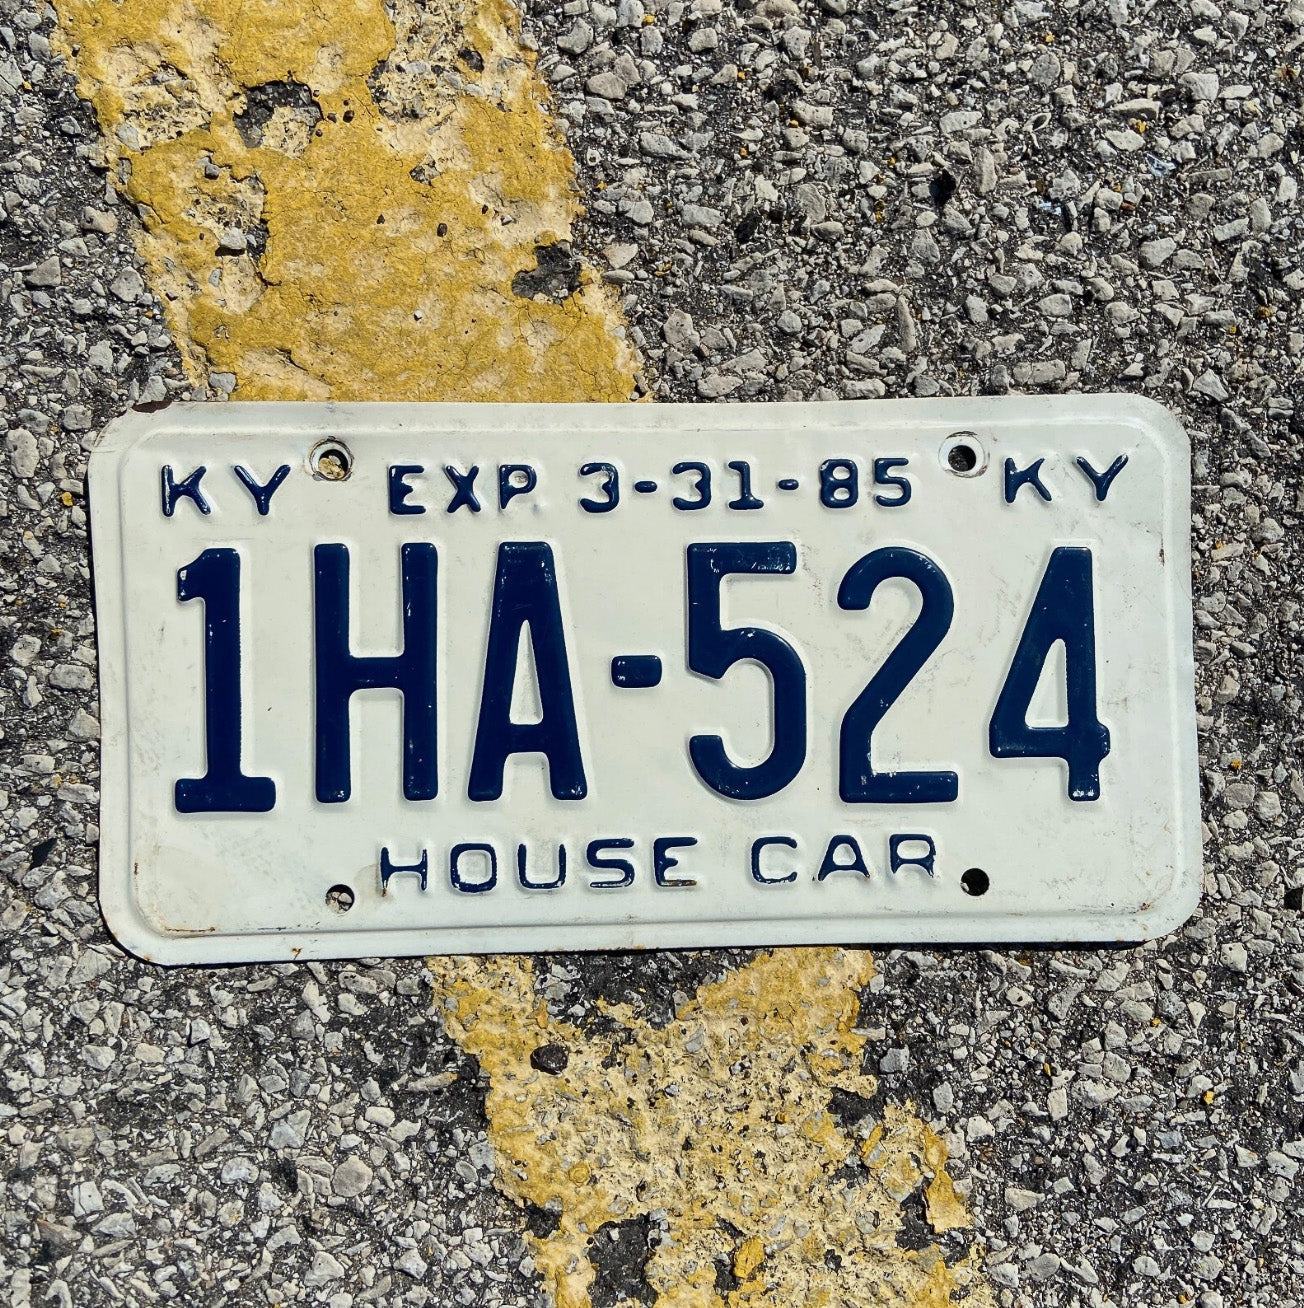 KY EXP. 3-31-85 KY
1HA-524
HOUSE CAR